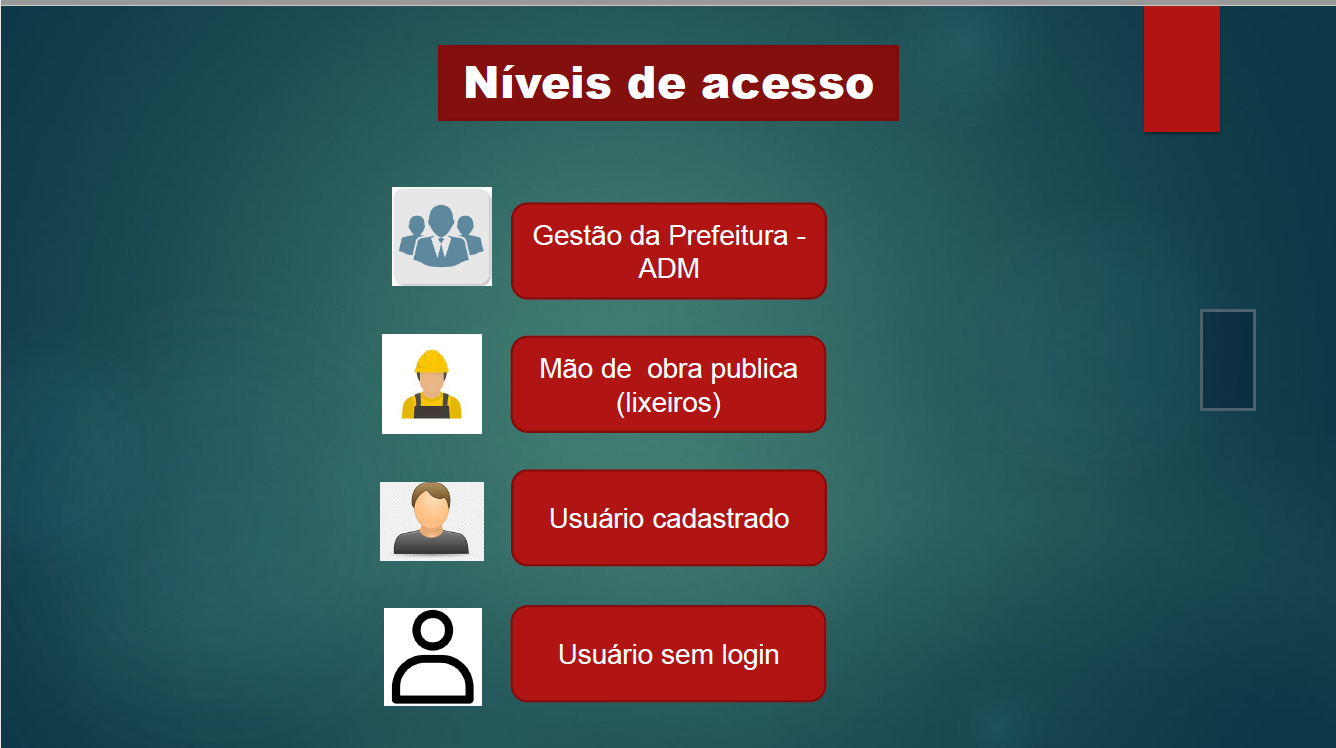 Níveis de acesso
Gestão da Prefeitura -
ADM
Mão de  obra publica
(lixeiros)
Usuário cadastrado
Usuário sem login